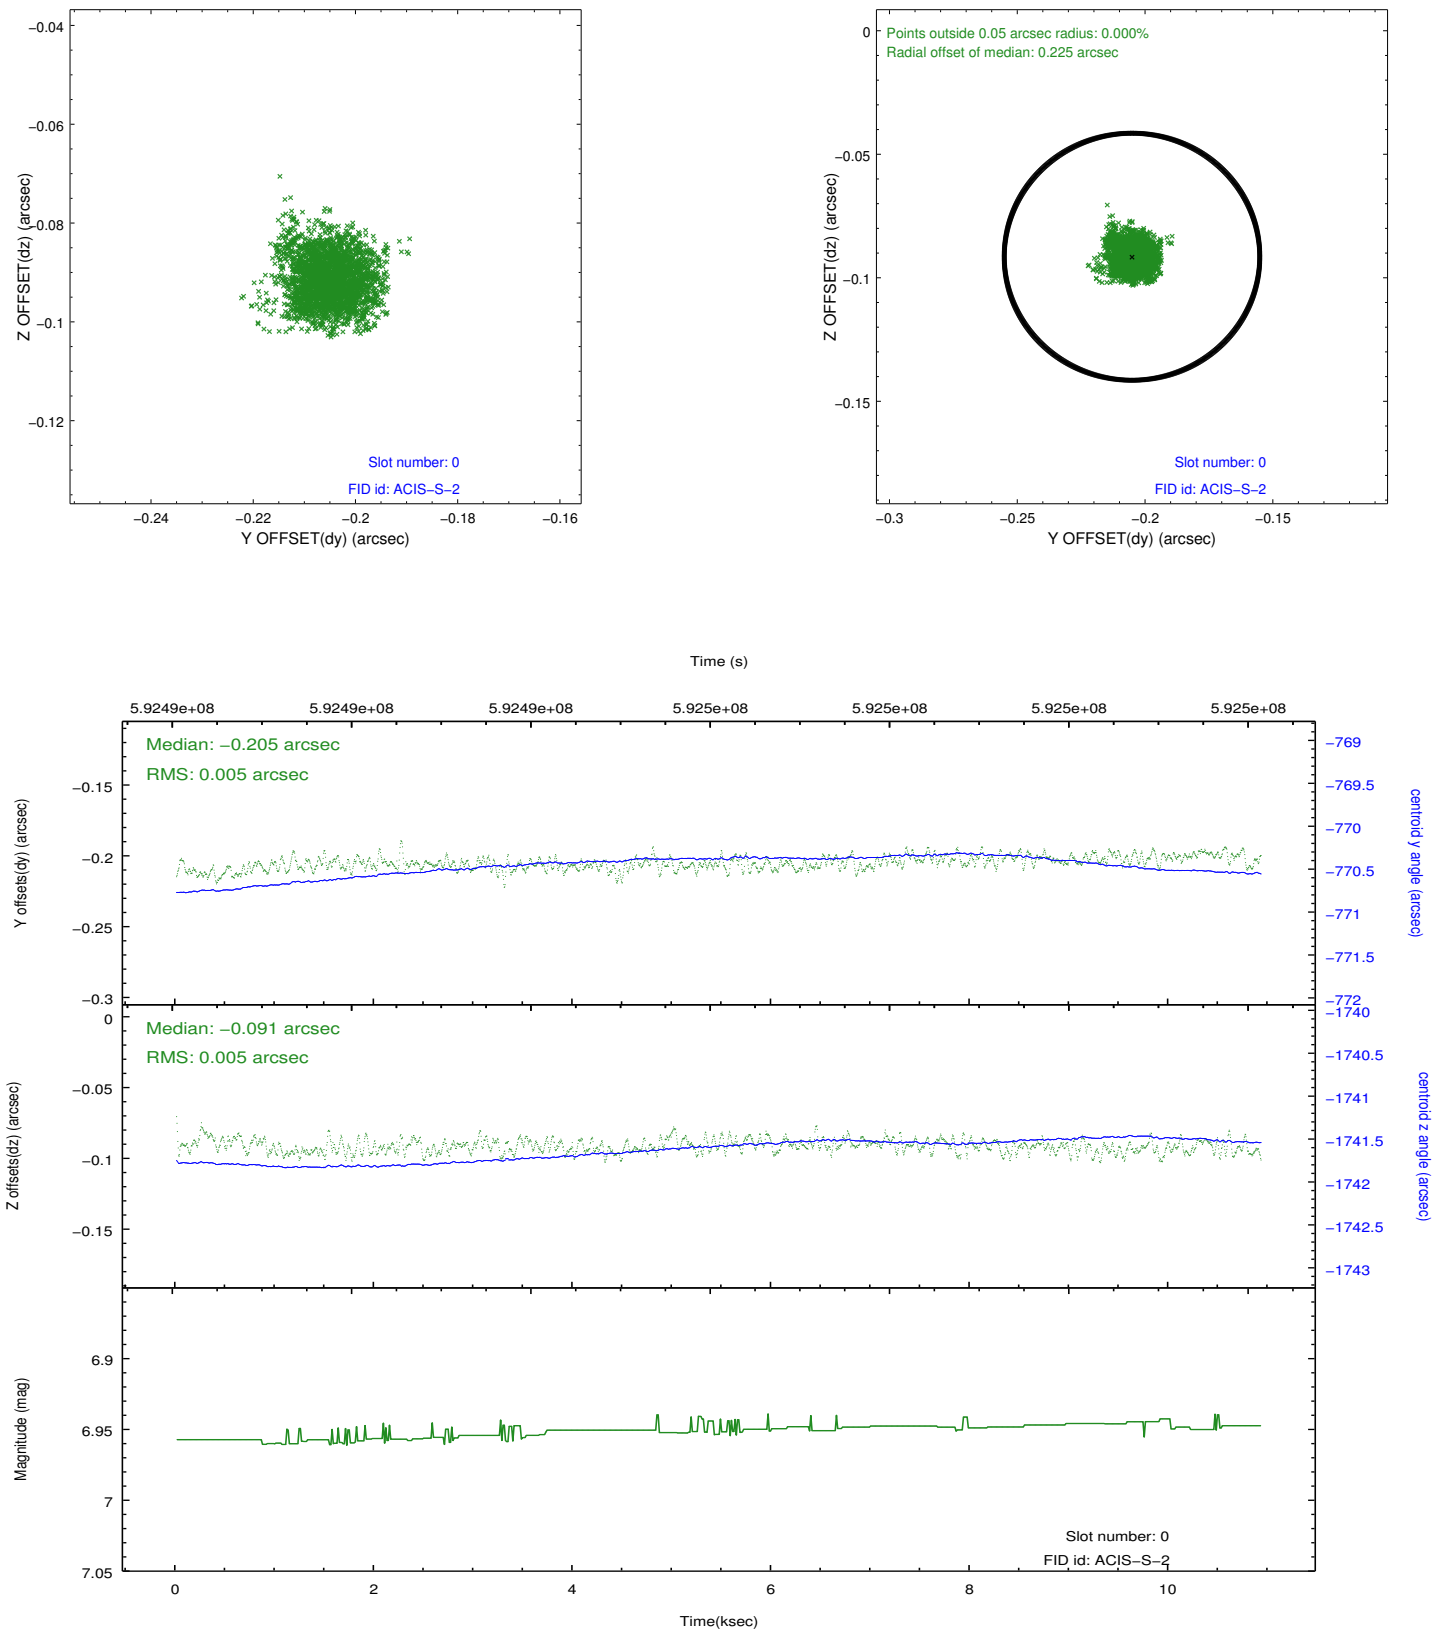 −0.04
−0.06
−0.08
−0.1
−0.12
Z OFFSET(dz) (arcsec)
Slot number: 0
FID id: ACIS−S−2
−0.24 −0.22 −0.2 −0.18 −0.16
Y OFFSET(dy) (arcsec)
Points outside 0.05 arcsec radius: 0.000%
Radial offset of median: 0.225 arcsec
0
−0.05
−0.1
−0.15
Z OFFSET(dz) (arcsec)
Slot number: 0
FID id: ACIS−S−2
−0.3 −0.25 −0.2 −0.15
Y OFFSET(dy) (arcsec)
Time (s)
5.9249e+08 5.9249e+08 5.9249e+08 5.925e+08 5.925e+08 5.925e+08 5.925e+08
Median: −0.205 arcsec
RMS: 0.005 arcsec
−0.15
−0.2
−0.25
−0.3
Y offsets(dy) (arcsec)
−769
−769.5
−770
−770.5
−771
−771.5
−772
centroid y angle (arcsec)
Median: −0.091 arcsec
RMS: 0.005 arcsec
0
−0.05
−0.1
−0.15
Z offsets(dz) (arcsec)
−1740
−1740.5
−1741
−1741.5
−1742
−1742.5
−1743
centroid z angle (arcsec)
6.9
6.95
7
7.05
Magnitude (mag)
Slot number: 0
FID id: ACIS−S−2
0 2 4 6 8 10
Time(ksec)